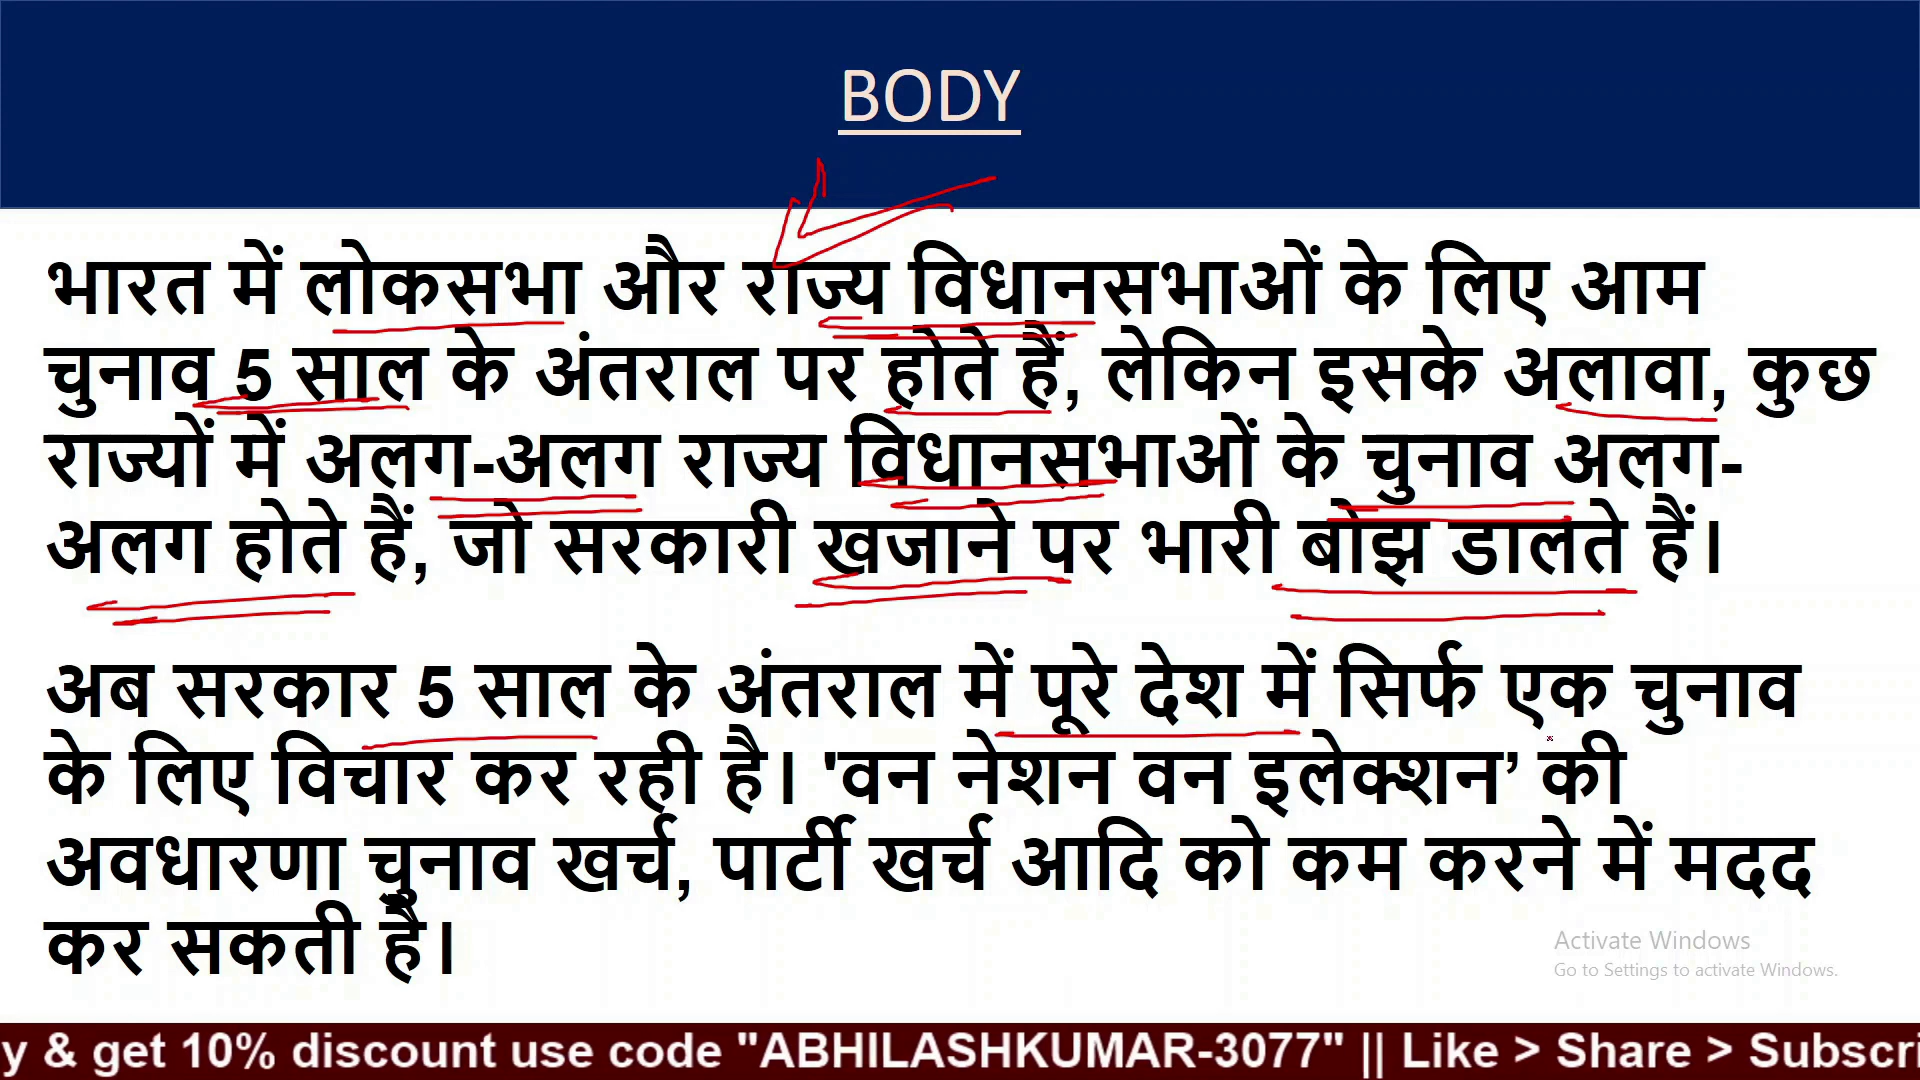 BODY
भारत में लोकसभा और राज्य विधानसभाओं के लिए आम
चुनाव 5 साल के अंतराल पर होते हैं, लेकिन इसके अलावा, कुछ
राज्यों में अलग-अलग राज्य विधानसभाओं के चुनाव अलग-
अलग होते हैं, जो सरकारी खजाने पर भारी बोझ डालते हैं।
अब सरकार 5 साल के अंतराल में पूरे देश में सिर्फ एक चुनाव
के लिए विचार कर रही है। 'वन नेशन वन इलेक्शन’ की
अवधारणा चुनाव खर्च, पार्टी खर्च आदि को कम करने में मदद
कर सकती है।
Activate Windows
Go to Settings to activate Windows.
y & get 10% discount use code "ABHILASHKUMAR-3077" || Like > Share > Subscri